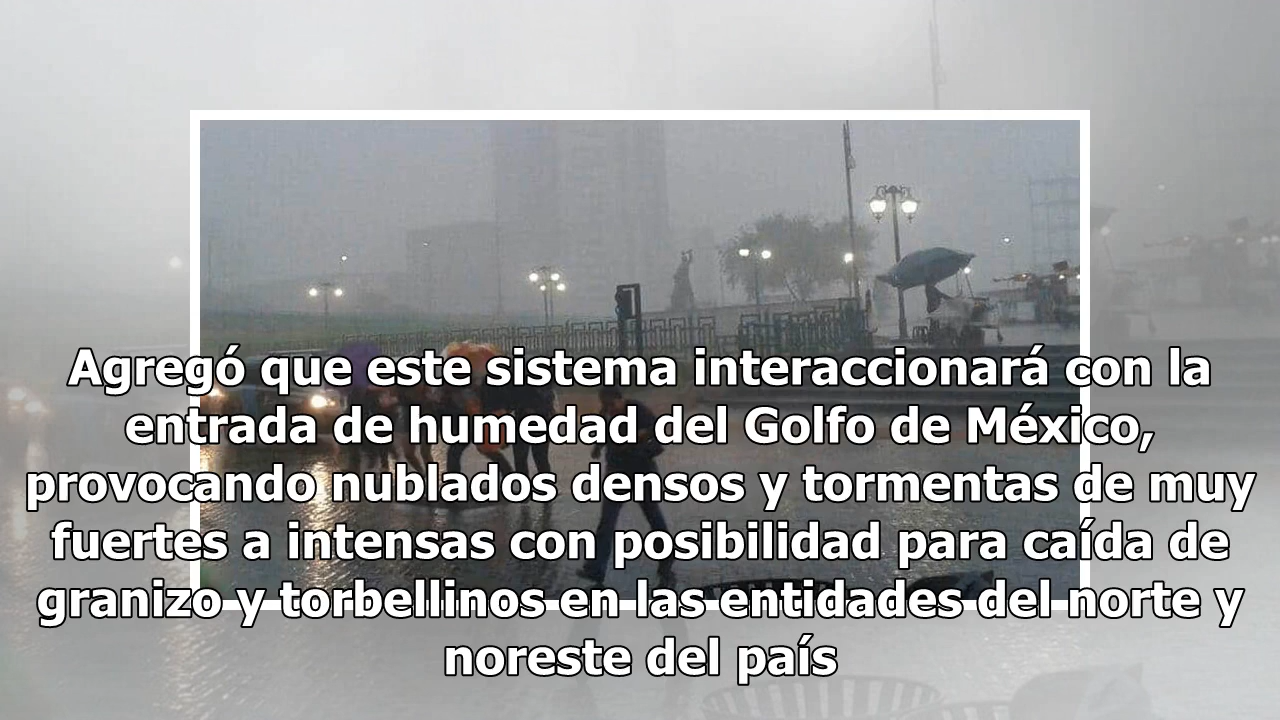 Agregó que este sistema interaccionará con la
entrada de humedad del Golfo de México,
provocando nublados densos y tormentas de muy
fuertes a intensas con posibilidad para caída de
granizo y torbellinos en las entidades del norte y
noreste del país